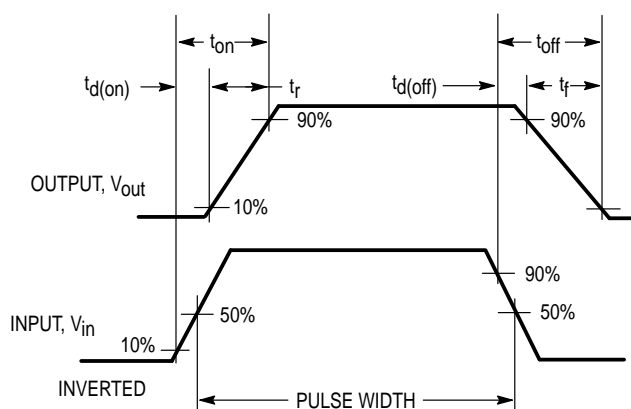 ton toff
td(on) tr td(off) tf
90% 90%
OUTPUT, Vout
10%
90%
INPUT, Vin 50% 50%
10%
INVERTED
PULSE WIDTH